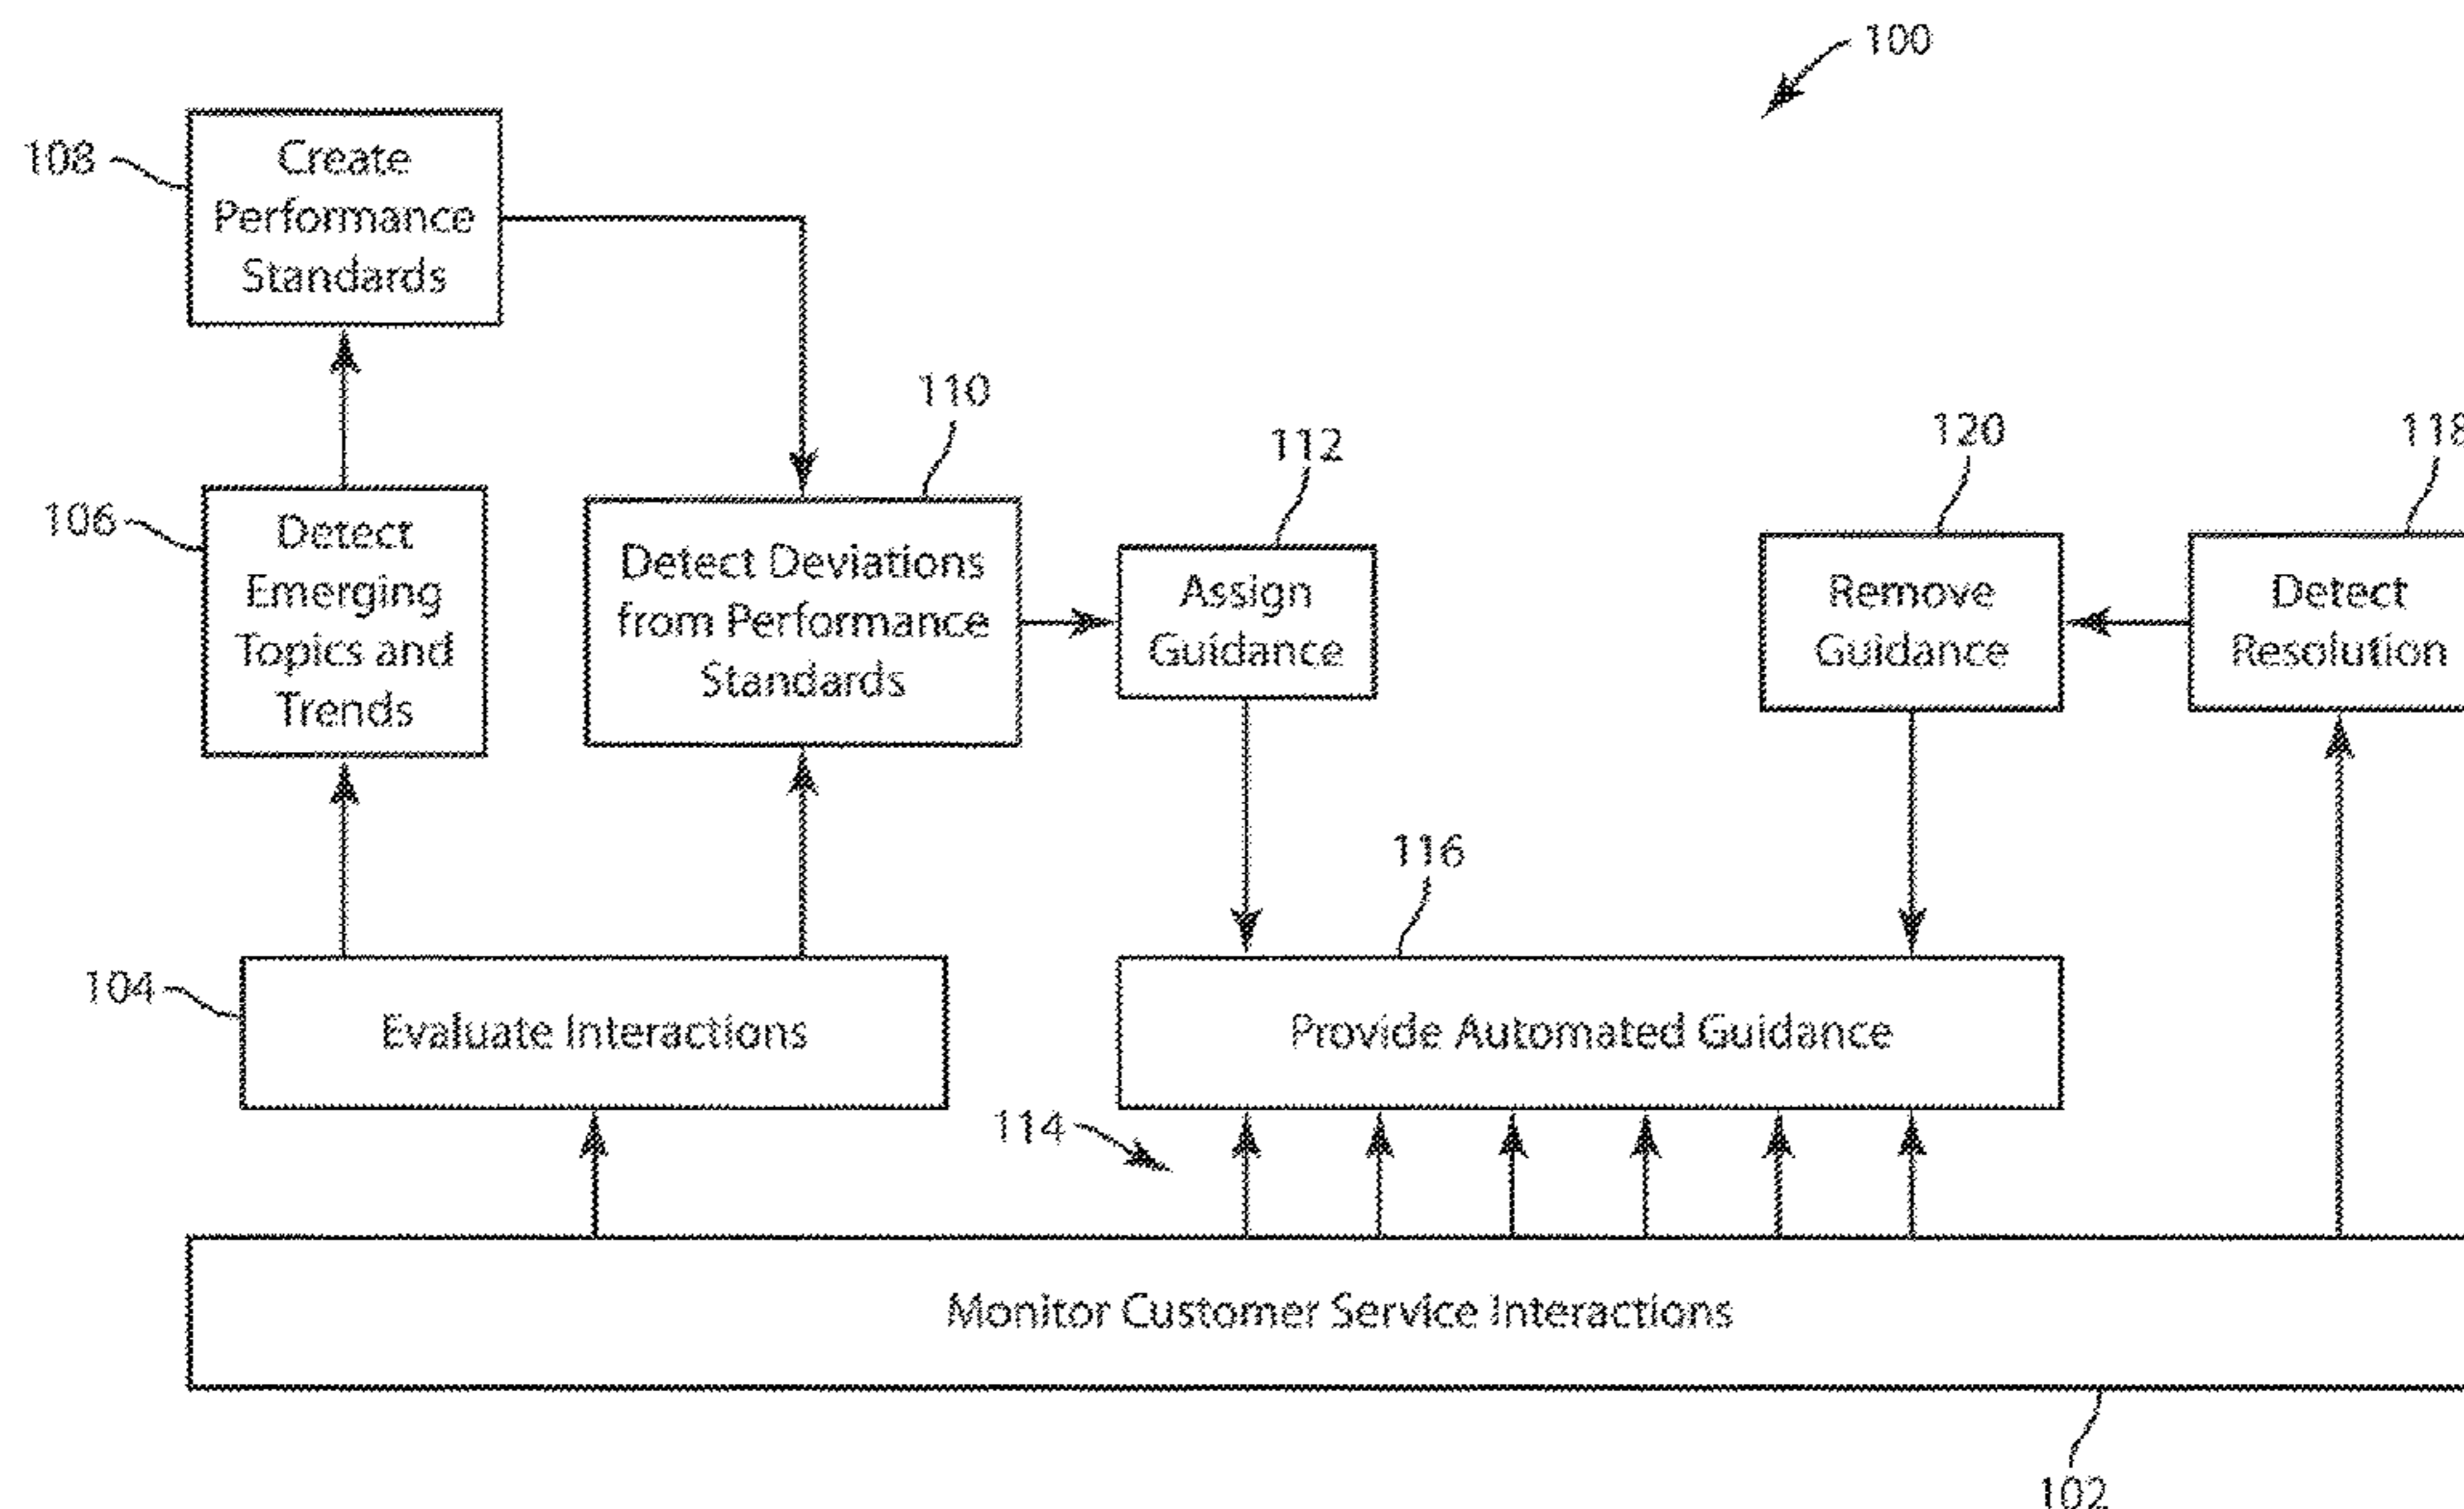 100
108
Create
Performance
Standards
110
112
120
118
106
Detect
Emerging
Topics and
Trends
Detect Deviations
from Performance
Standards
Assign
Guidance
Remove
Guidance
Detect
Resolution
116
104
Evaluate Interactions
Provide Automated Guidance
114
Monitor Customer Service Interactions
102